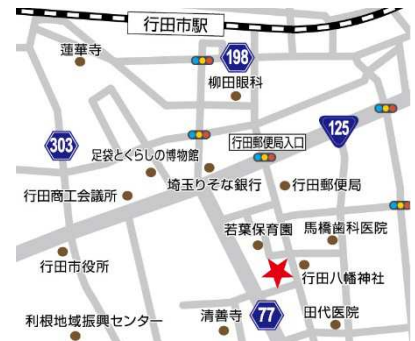 行田市駅
蓮華寺
198
柳田眼科
125
303
足袋とくらしの博物館
行田郵便局入口
行田商工会議所
埼玉りそな銀行
行田郵便局
若葉保育園
馬橋歯科医院
行田市役所
行田八幡神社
利根地域振興センター
清善寺
77
田代医院